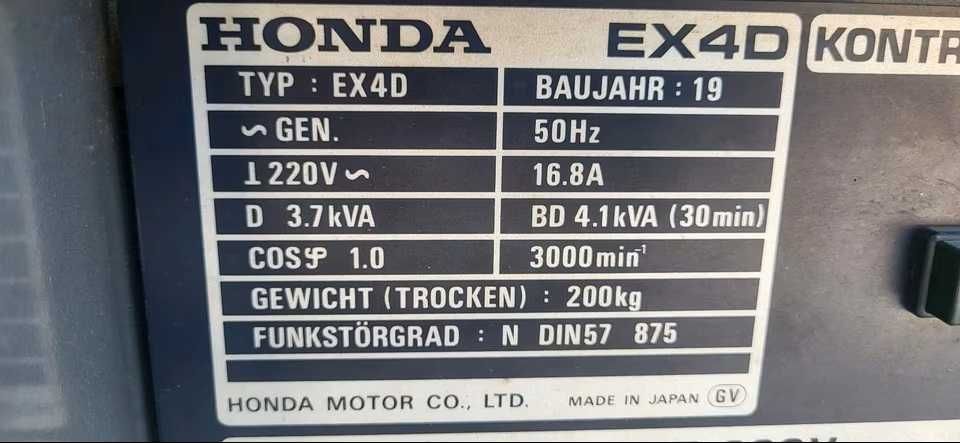 HONDA EX4D KONTR
TYP : EX4D BAUJAHR : 19
∽ GEN. 50Hz
⊥220V∽ 16.8A
D 3.7kVA BD 4.1kVA (30min)
COSφ 1.0 3000min⁻¹
GEWICHT (TROCKEN) : 200kg
FUNKSTÖRGRAD : N DIN57 875
HONDA MOTOR CO., LTD. MADE IN JAPAN GV